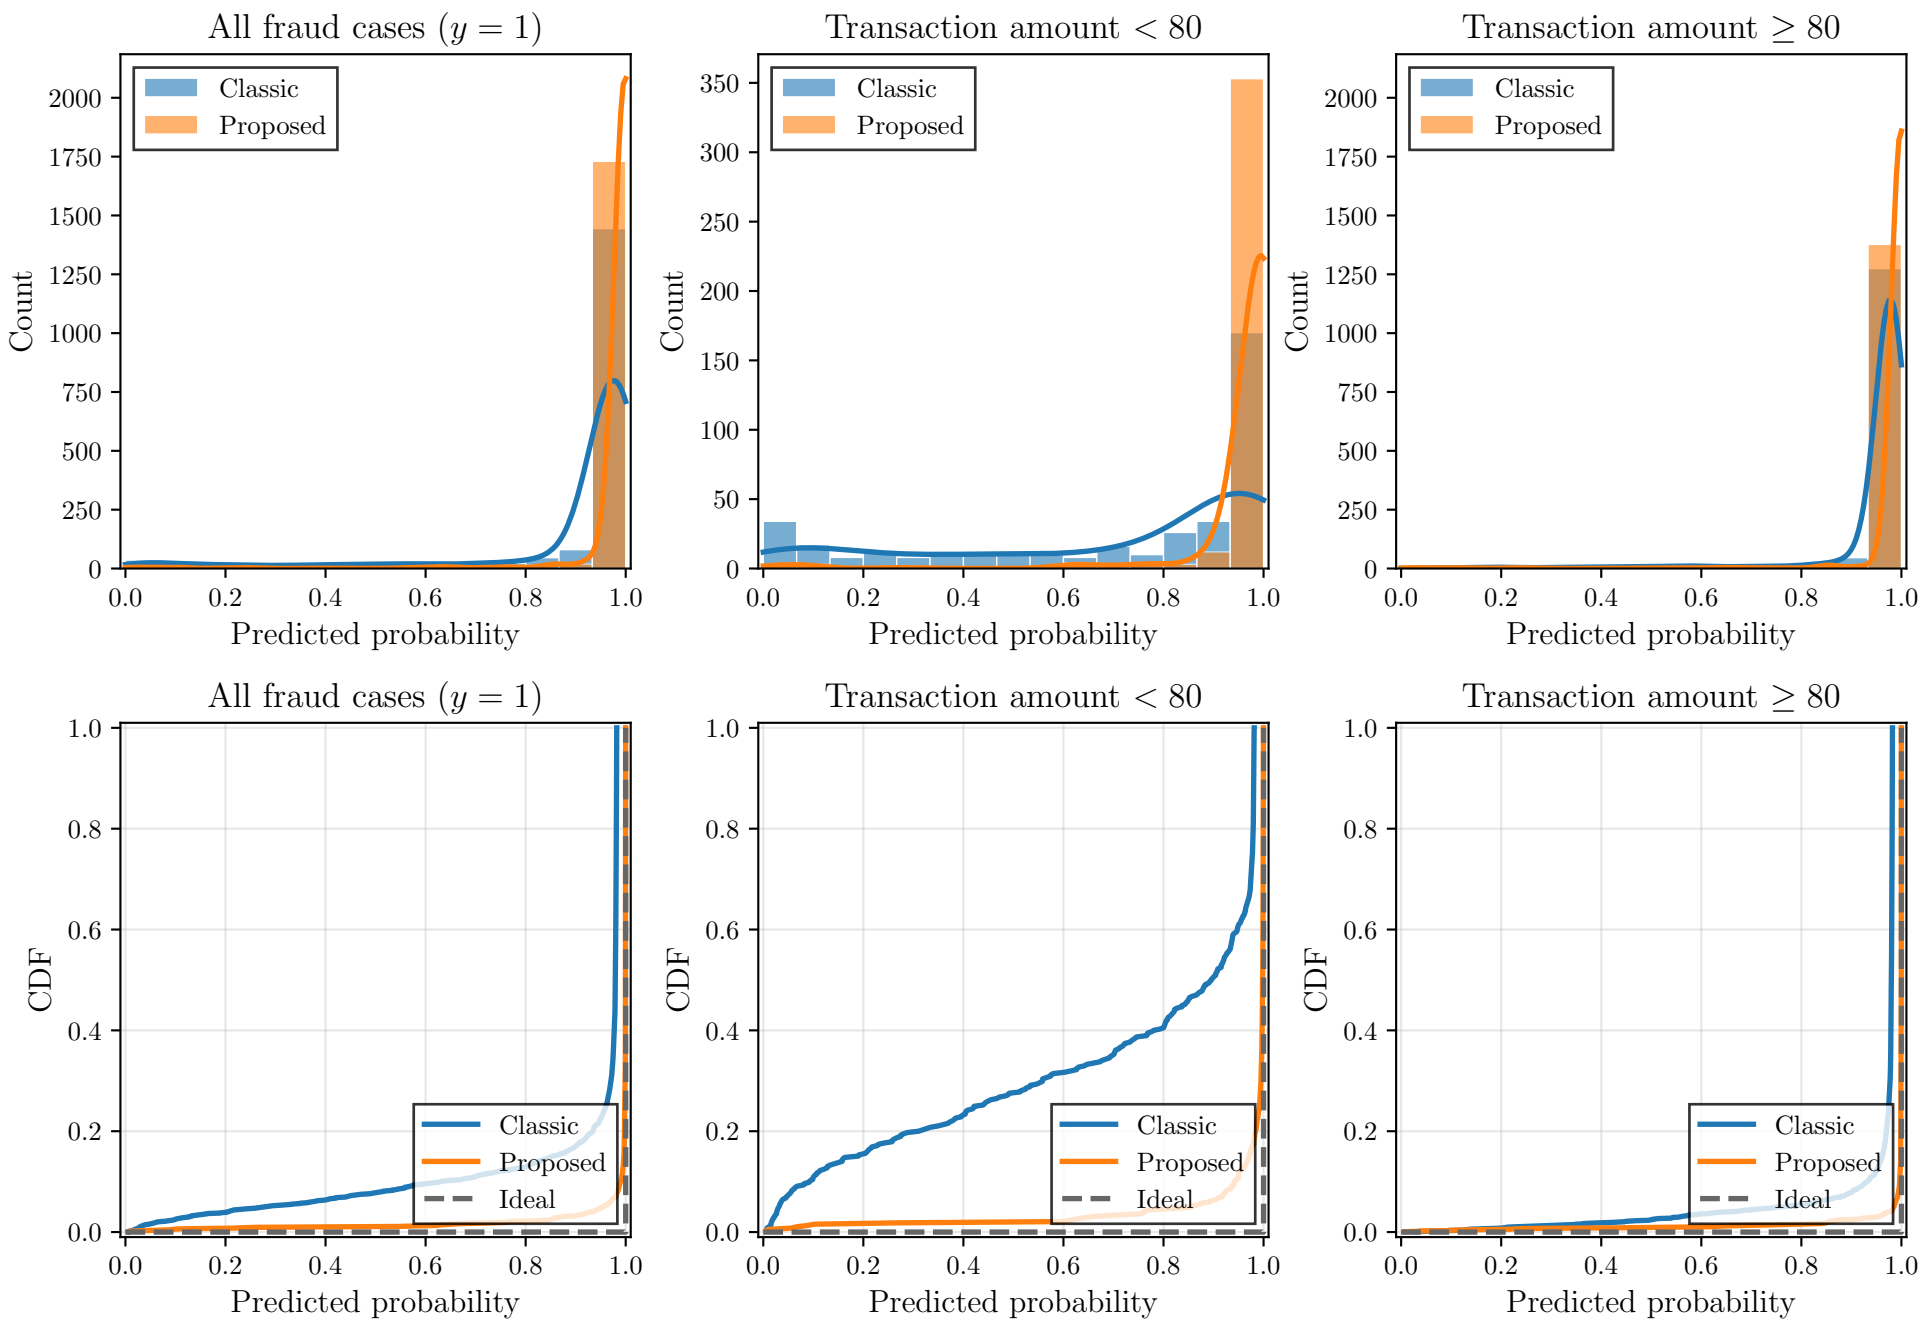 All fraud cases (y = 1)
Classic
Proposed
Count
0
250
500
750
1000
1250
1500
1750
2000
0.0 0.2 0.4 0.6 0.8 1.0
Predicted probability
Transaction amount < 80
Classic
Proposed
Count
0
50
100
150
200
250
300
350
0.0 0.2 0.4 0.6 0.8 1.0
Predicted probability
Transaction amount ≥ 80
Classic
Proposed
Count
0
250
500
750
1000
1250
1500
1750
2000
0.0 0.2 0.4 0.6 0.8 1.0
Predicted probability
All fraud cases (y = 1)
CDF
0.0
0.2
0.4
0.6
0.8
1.0
Classic
Proposed
Ideal
0.0 0.2 0.4 0.6 0.8 1.0
Predicted probability
Transaction amount < 80
CDF
0.0
0.2
0.4
0.6
0.8
1.0
Classic
Proposed
Ideal
0.0 0.2 0.4 0.6 0.8 1.0
Predicted probability
Transaction amount ≥ 80
CDF
0.0
0.2
0.4
0.6
0.8
1.0
Classic
Proposed
Ideal
0.0 0.2 0.4 0.6 0.8 1.0
Predicted probability